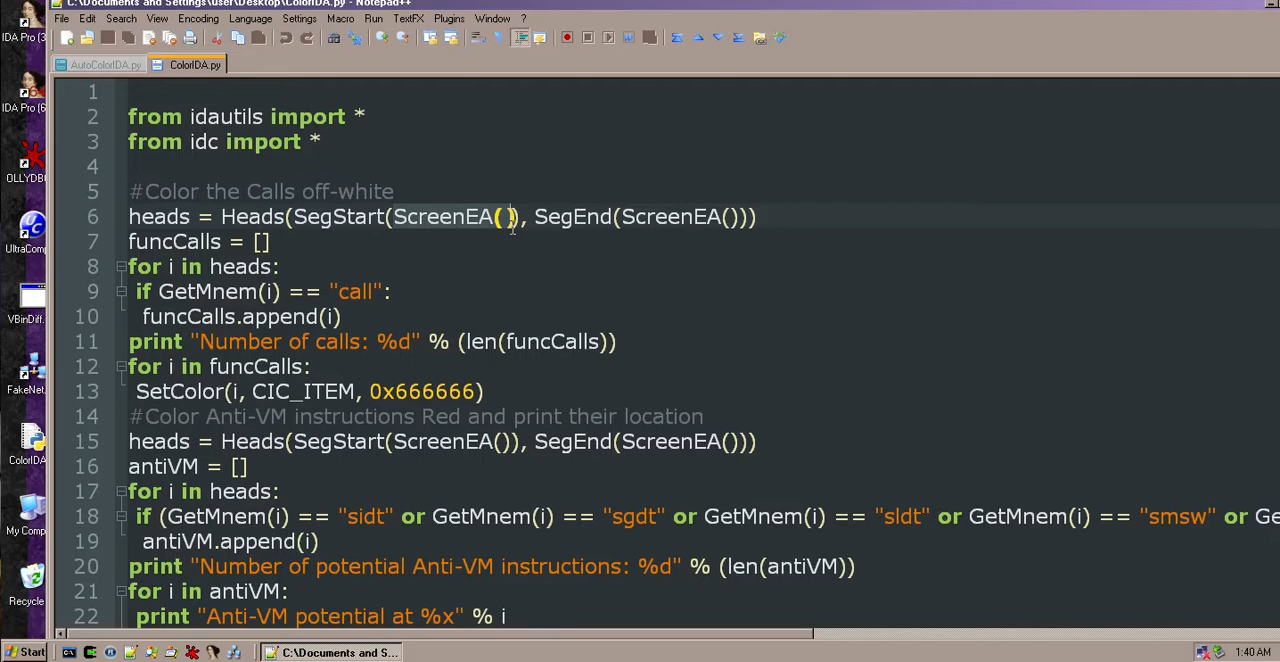 C:\Documents and Settings\user\Desktop\ColorIDA.py - Notepad++
File Edit Search View Encoding Language Settings Macro Run TextFX Plugins Window ?
AutoColorIDA.py ColorIDA.py
IDA Pro (
IDA Pro (6
OLLYDB
UltraComp
VBinDiff.
FakeNet.
ColorIDA
My Comp
Recycle
1
2 from idautils import *
3 from idc import *
4
5 #Color the Calls off-white
6 heads = Heads(SegStart(ScreenEA()), SegEnd(ScreenEA()))
7 funcCalls = []
8 for i in heads:
9 if GetMnem(i) == "call":
10 funcCalls.append(i)
11 print "Number of calls: %d" % (len(funcCalls))
12 for i in funcCalls:
13 SetColor(i, CIC_ITEM, 0x666666)
14 #Color Anti-VM instructions Red and print their location
15 heads = Heads(SegStart(ScreenEA()), SegEnd(ScreenEA()))
16 antiVM = []
17 for i in heads:
18 if (GetMnem(i) == "sidt" or GetMnem(i) == "sgdt" or GetMnem(i) == "sldt" or GetMnem(i) == "smsw" or Ge
19 antiVM.append(i)
20 print "Number of potential Anti-VM instructions: %d" % (len(antiVM))
21 for i in antiVM:
22 print "Anti-VM potential at %x" % i
Start C:\Documents and S... 1:40 AM